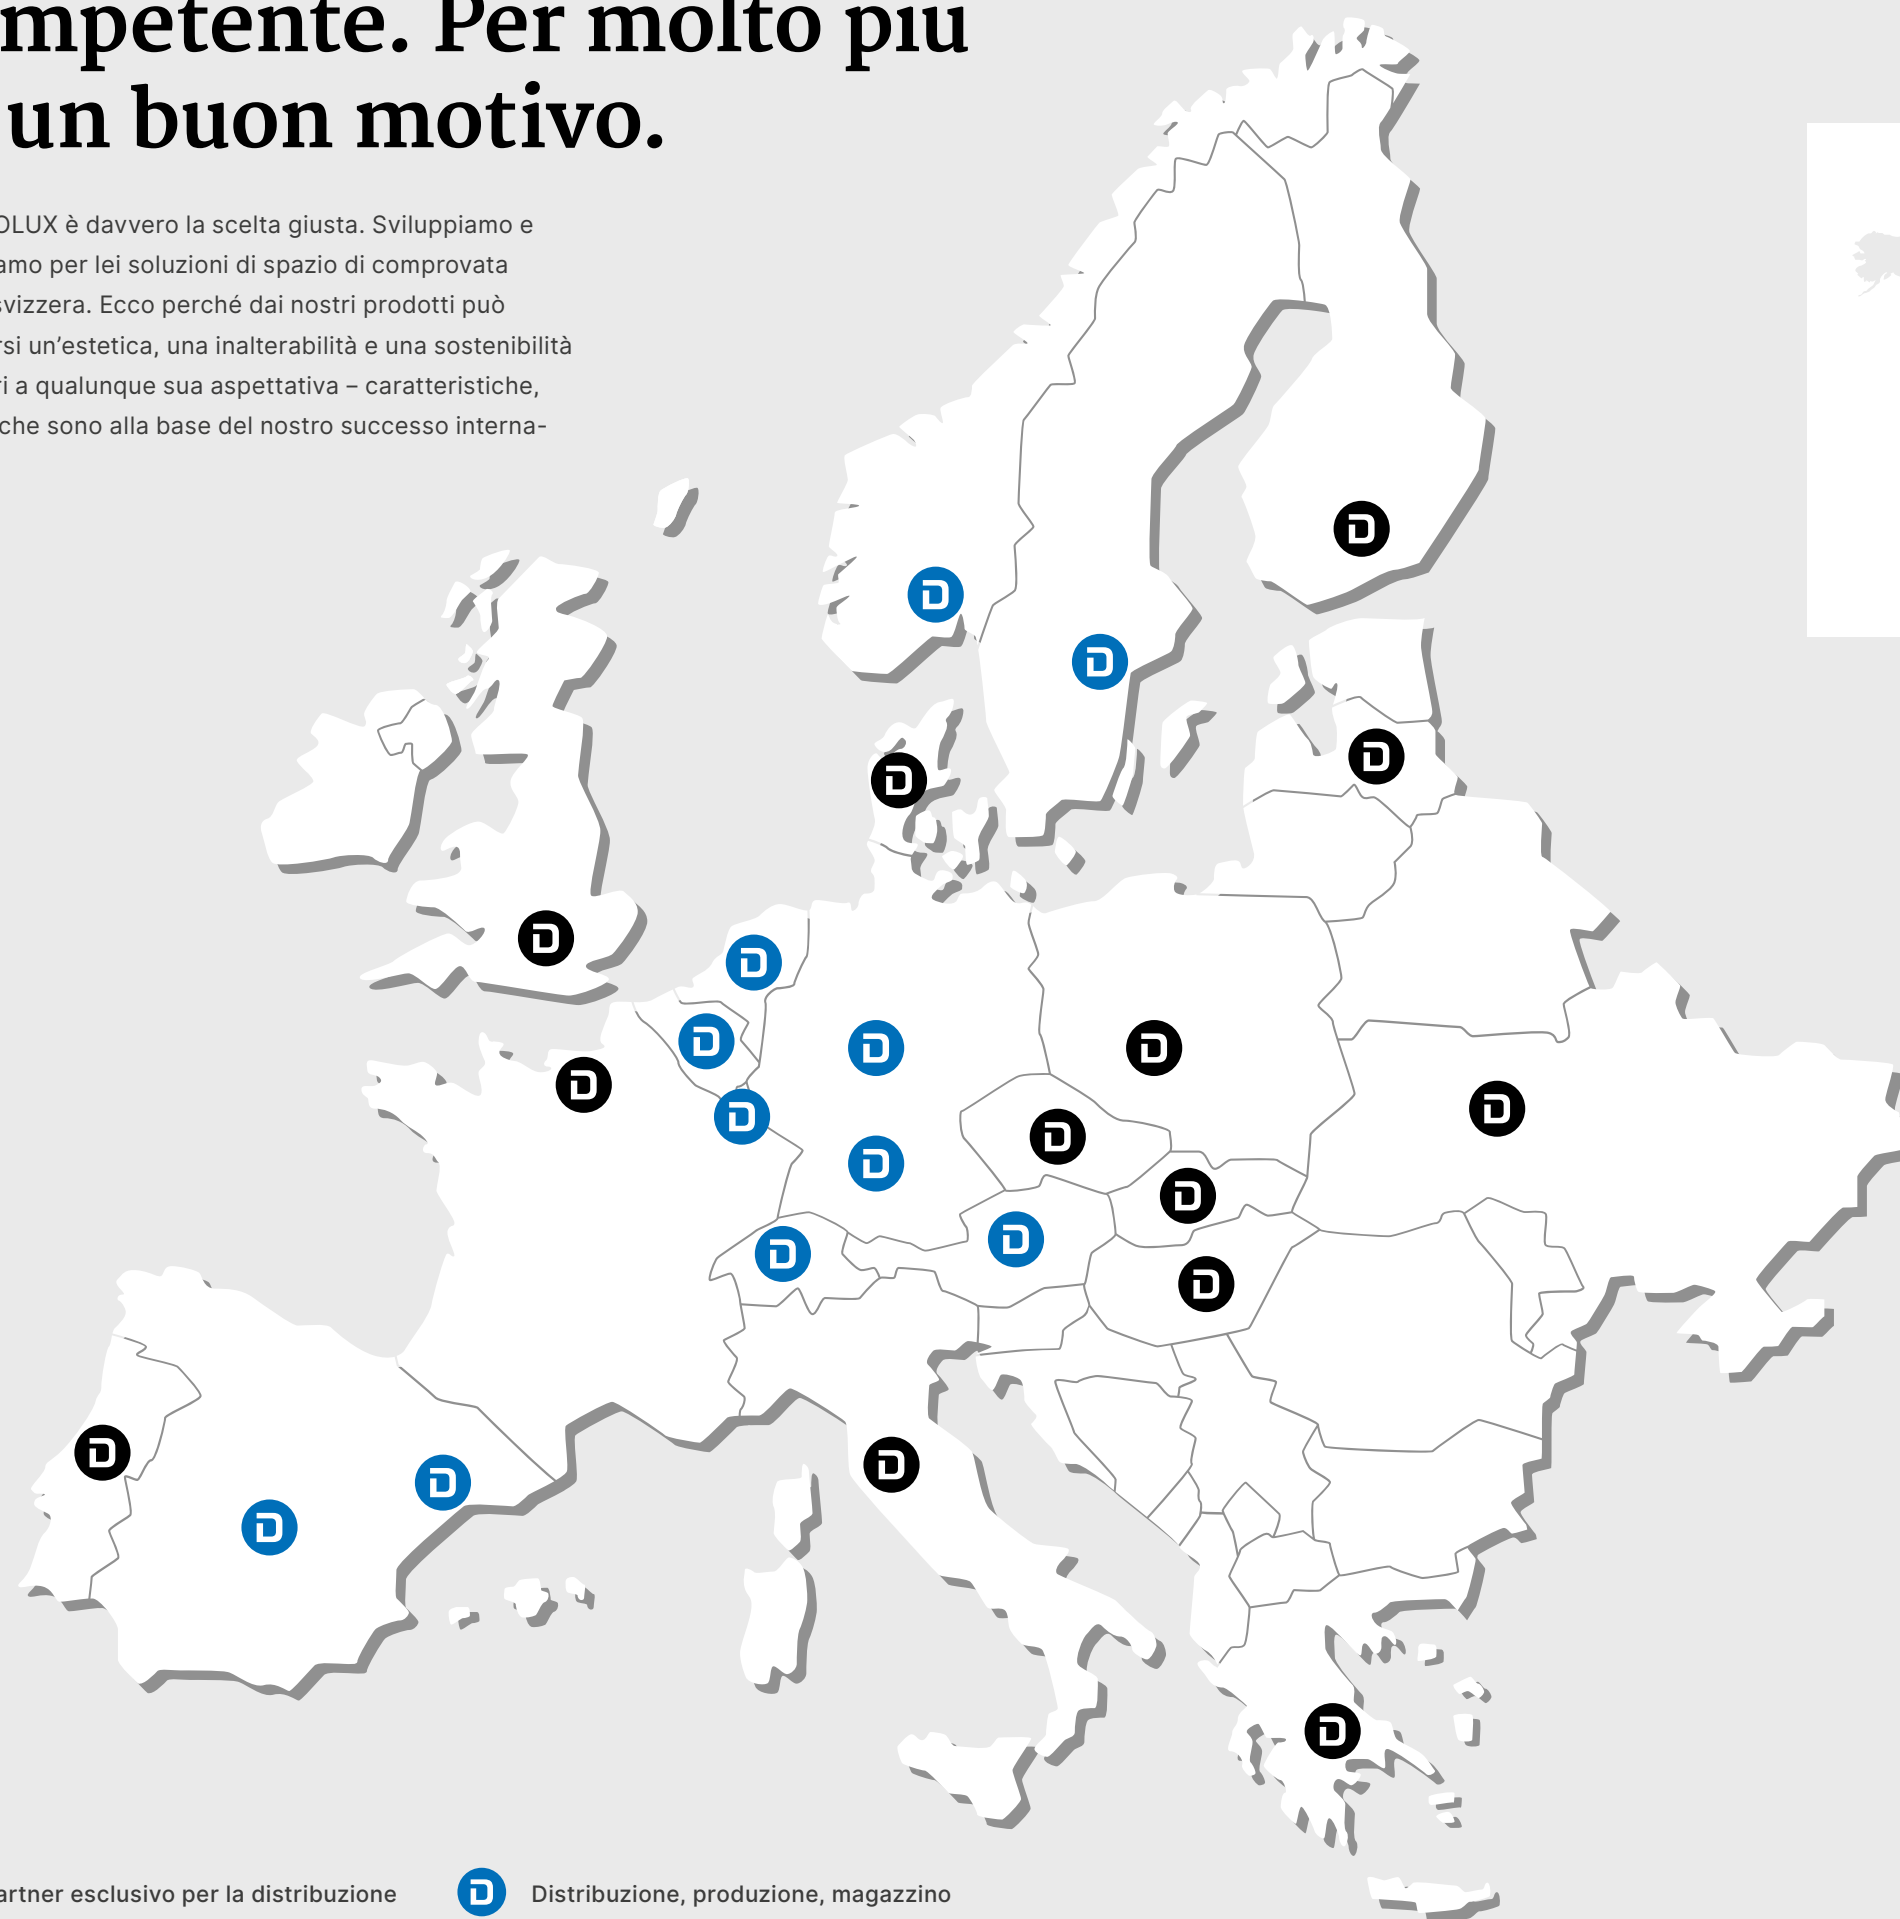 mpetente. Per molto più
un buon motivo.
OLUX è davvero la scelta giusta. Sviluppiamo e
amo per lei soluzioni di spazio di comprovata
svizzera. Ecco perché dai nostri prodotti può
rsi un’estetica, una inalterabilità e una sostenibilità
ri a qualunque sua aspettativa – caratteristiche,
che sono alla base del nostro successo interna-
artner esclusivo per la distribuzione
Distribuzione, produzione, magazzino